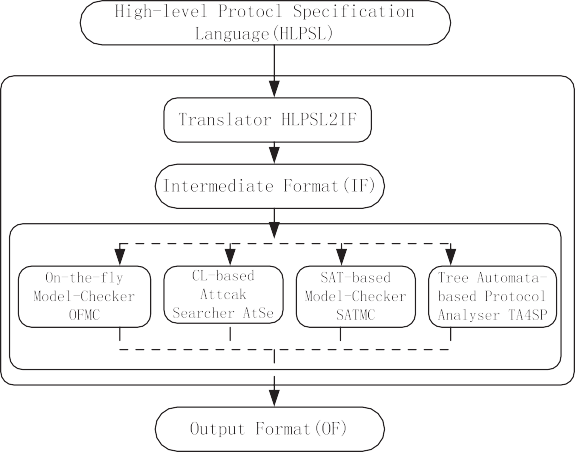 High-level Protocl Specification
Language(HLPSL)
Translator HLPSL2IF
Intermediate Format(IF)
On-the-fly
Model-Checker
OFMC
CL-based
Attcak
Searcher AtSe
SAT-based
Model-Checker
SATMC
Tree Automata-
based Protocol
Analyser TA4SP
Output Format(OF)